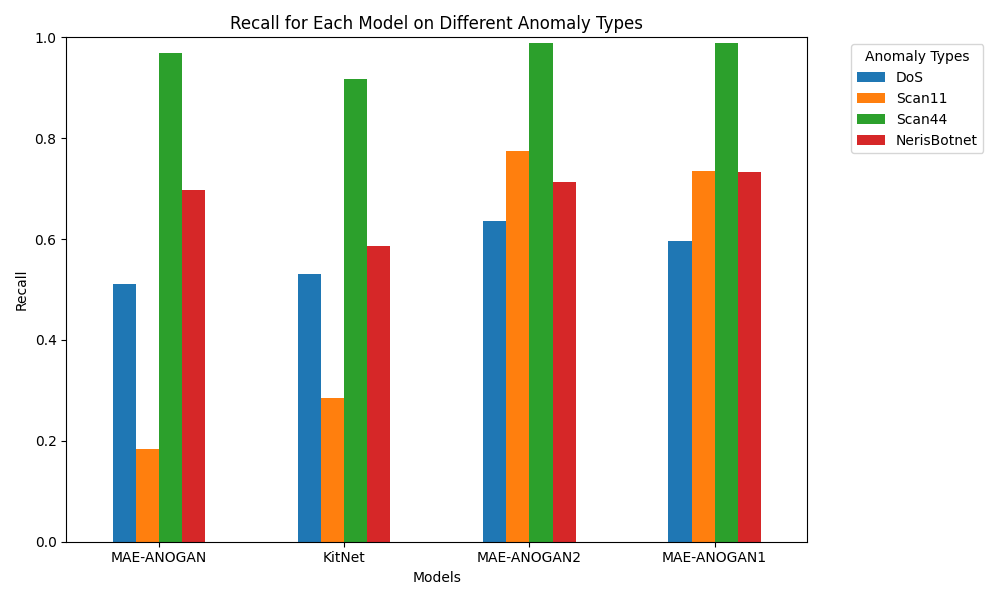 Recall for Each Model on Different Anomaly Types
Anomaly Types
DoS
Scan11
Scan44
NerisBotnet
Recall
1.0
0.8
0.6
0.4
0.2
0.0
MAE-ANOGAN KitNet MAE-ANOGAN2 MAE-ANOGAN1
Models